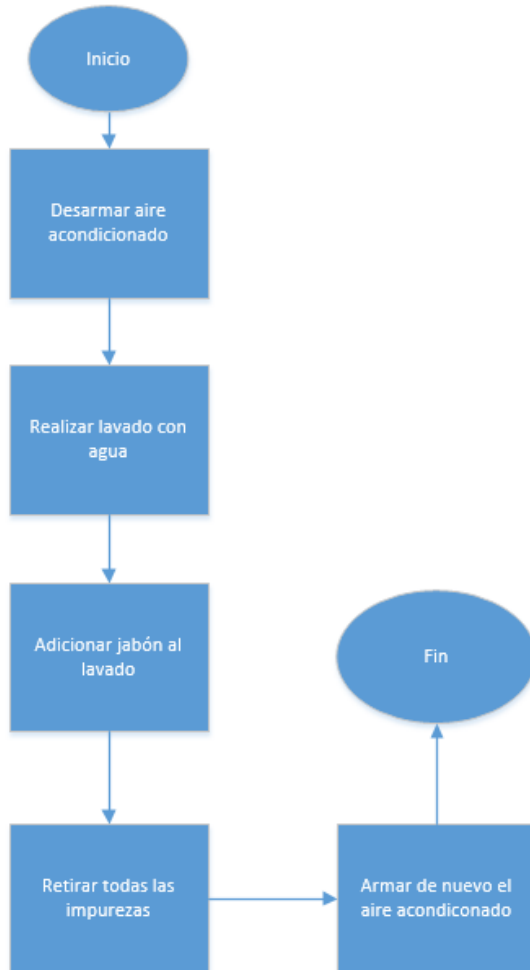 Inicio
Desarmar aire
acondicionado
Realizar lavado con
agua
Adicionar jabón al
lavado
Retirar todas las
impurezas
Armar de nuevo el
aire acondiconado
Fin